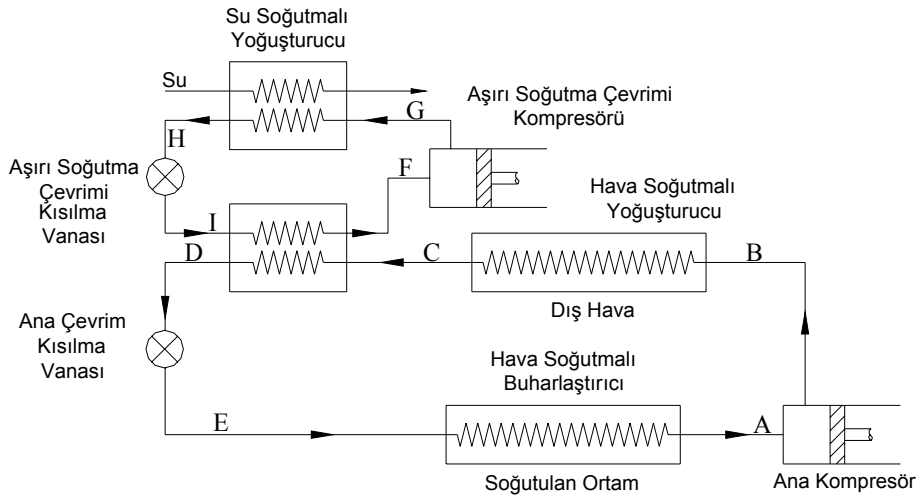 Su Soğutmalı
Yoğuşturucu
Su
G
Aşırı Soğutma Çevrimi
Kompresörü
H
Aşırı Soğutma
Çevrimi
Kısılma
Vanası
F
Hava Soğutmalı
Yoğuşturucu
I
D
C
B
Dış Hava
Ana Çevrim
Kısılma
Vanası
Hava Soğutmalı
Buharlaştırıcı
E
A
Soğutulan Ortam
Ana Kompresör